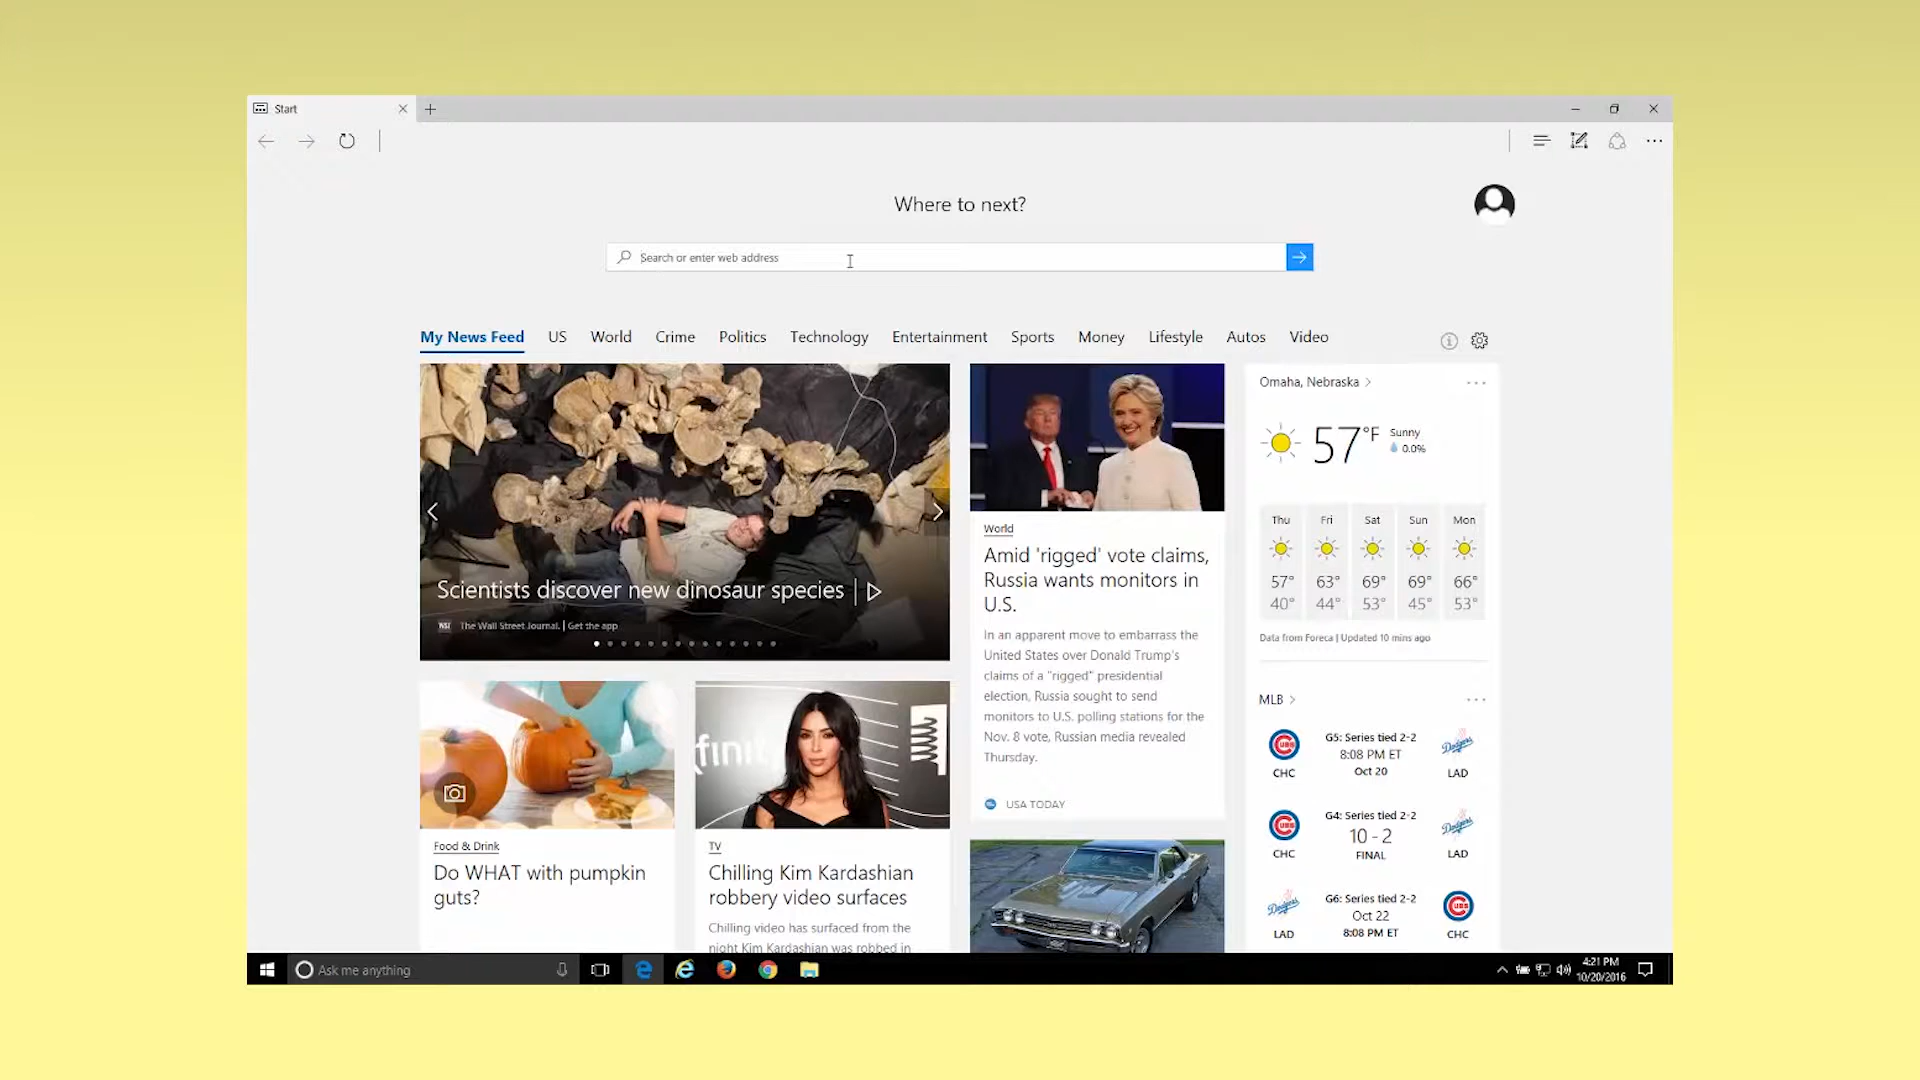 Start
Where to next?
Search or enter web address
My News Feed US World Crime Politics Technology Entertainment Sports Money Lifestyle Autos Video
Scientists discover new dinosaur species
WSJ The Wall Street Journal. | Get the app
Food & Drink
Do WHAT with pumpkin
guts?
finit
TV
Chilling Kim Kardashian
robbery video surfaces
Chilling video has surfaced from the
night Kim Kardashian was robbed in
World
Amid 'rigged' vote claims,
Russia wants monitors in
U.S.
In an apparent move to embarrass the
United States over Donald Trump's
claims of a "rigged" presidential
election, Russia sought to send
monitors to U.S. polling stations for the
Nov. 8 vote, Russian media revealed
Thursday.
USA TODAY
Omaha, Nebraska
57°F
Sunny
0.0%
Thu Fri Sat Sun Mon
57° 63° 69° 69° 66°
40° 44° 53° 45° 53°
Data from Foreca | Updated 10 mins ago
MLB
G5: Series tied 2-2
CUBS 8:08 PM ET Dodgers
Oct 20
CHC LAD
G4: Series tied 2-2
CUBS 10 - 2 Dodgers
FINAL
CHC LAD
G6: Series tied 2-2
Dodgers Oct 22 CUBS
8:08 PM ET
LAD CHC
Ask me anything
4:21 PM
10/20/2016